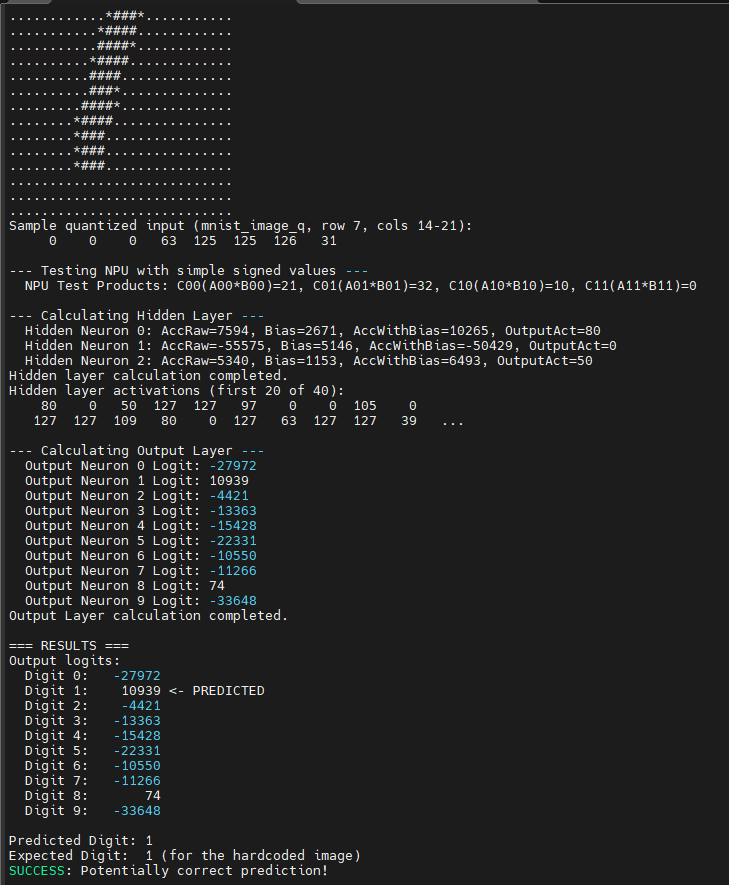 ............*###*...........
...........*####............
...........####*............
..........*####.............
..........####..............
..........###*..............
.........####*..............
........*####...............
........*###................
........*###................
........*###................
............................
............................
............................
Sample quantized input (mnist_image_q, row 7, cols 14-21):
     0    0    0   63  125  125  126   31

--- Testing NPU with simple signed values ---
  NPU Test Products: C00(A00*B00)=21, C01(A01*B01)=32, C10(A10*B10)=10, C11(A11*B11)=0

--- Calculating Hidden Layer ---
  Hidden Neuron 0: AccRaw=7594, Bias=2671, AccWithBias=10265, OutputAct=80
  Hidden Neuron 1: AccRaw=-55575, Bias=5146, AccWithBias=-50429, OutputAct=0
  Hidden Neuron 2: AccRaw=5340, Bias=1153, AccWithBias=6493, OutputAct=50
Hidden layer calculation completed.
Hidden layer activations (first 20 of 40):
    80    0   50  127  127   97    0    0  105    0
   127  127  109   80    0  127   63  127  127   39   ...

--- Calculating Output Layer ---
  Output Neuron 0 Logit: -27972
  Output Neuron 1 Logit: 10939
  Output Neuron 2 Logit: -4421
  Output Neuron 3 Logit: -13363
  Output Neuron 4 Logit: -15428
  Output Neuron 5 Logit: -22331
  Output Neuron 6 Logit: -10550
  Output Neuron 7 Logit: -11266
  Output Neuron 8 Logit: 74
  Output Neuron 9 Logit: -33648
Output Layer calculation completed.

=== RESULTS ===
Output logits:
  Digit 0:   -27972
  Digit 1:    10939 <- PREDICTED
  Digit 2:    -4421
  Digit 3:   -13363
  Digit 4:   -15428
  Digit 5:   -22331
  Digit 6:   -10550
  Digit 7:   -11266
  Digit 8:       74
  Digit 9:   -33648

Predicted Digit: 1
Expected Digit:  1 (for the hardcoded image)
SUCCESS: Potentially correct prediction!